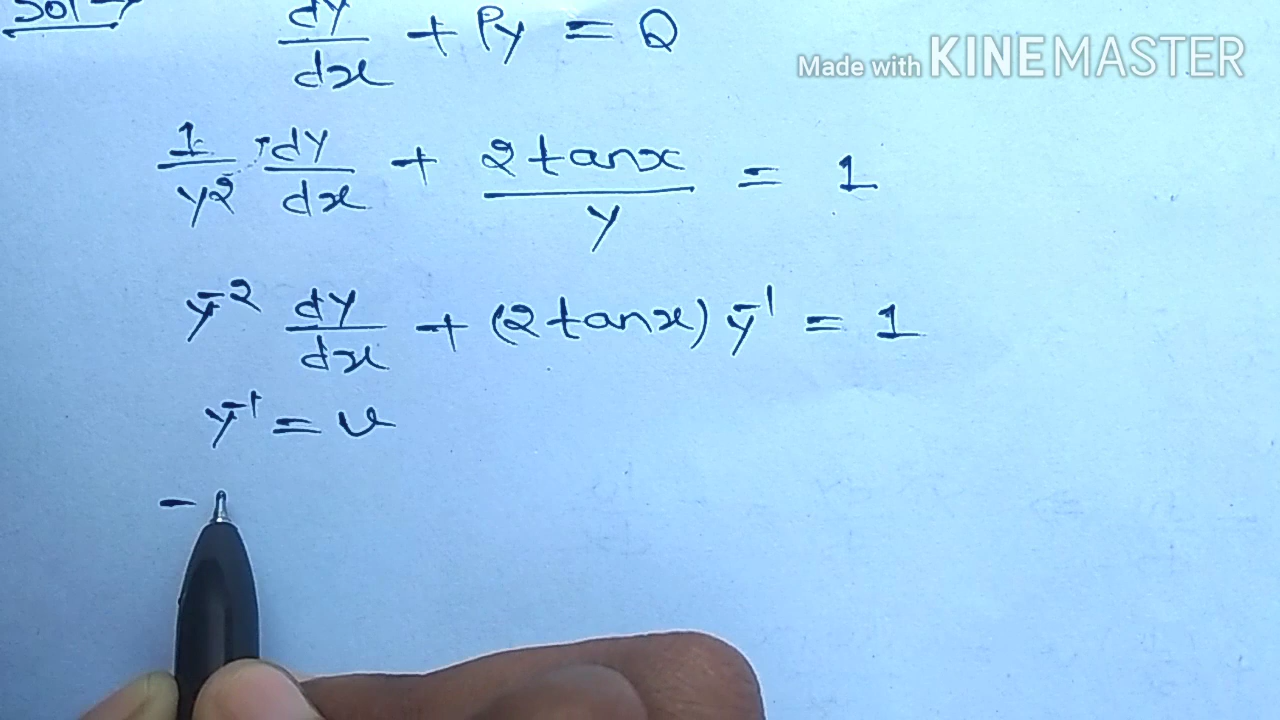 Sol →
dy/dx + Py = Q
Made with KINEMASTER
1/y² dy/dx + 2tanx/y = 1
y⁻² dy/dx + (2tanx) y⁻¹ = 1
y⁻¹ = v
-